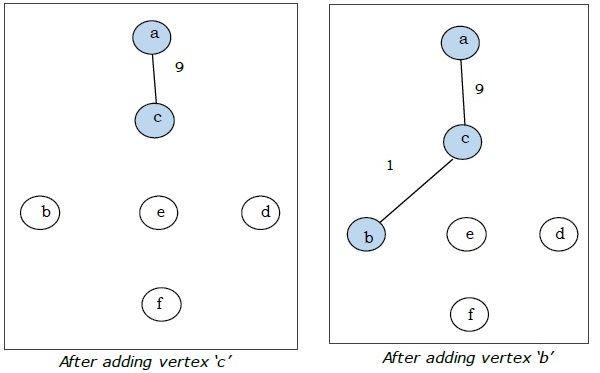 a
9
c
b
e
d
f
After adding vertex ‘c’
a
9
c
1
b
e
d
f
After adding vertex ‘b’